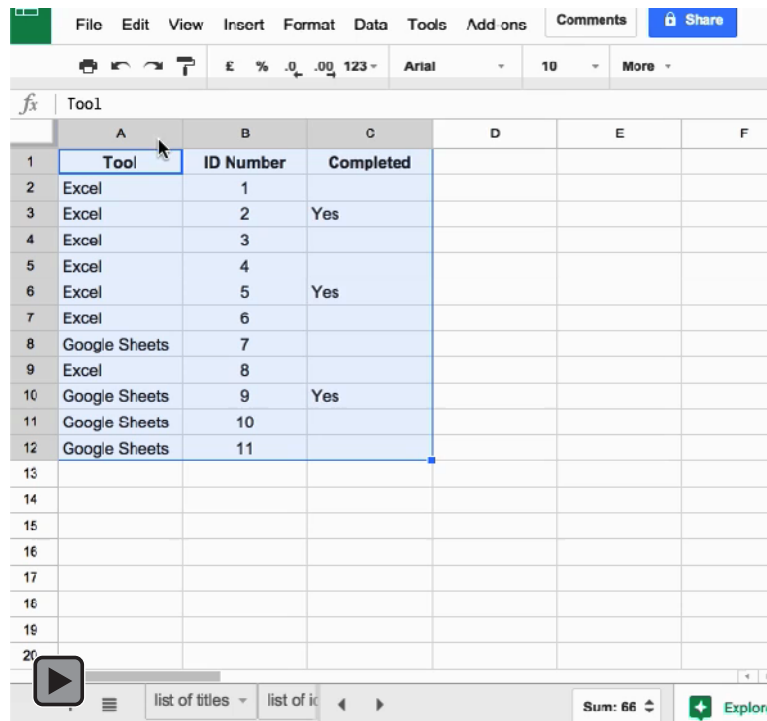 File Edit View Insert Format Data Tools Add-ons Comments Share
£ % .0 .00 123 Arial 10 More
fx Tool
A B C D E F
1 Tool ID Number Completed
2 Excel 1
3 Excel 2 Yes
4 Excel 3
5 Excel 4
6 Excel 5 Yes
7 Excel 6
8 Google Sheets 7
9 Excel 8
10 Google Sheets 9 Yes
11 Google Sheets 10
12 Google Sheets 11
13
14
15
16
17
18
19
20
list of titles list of ic Sum: 66 Explor